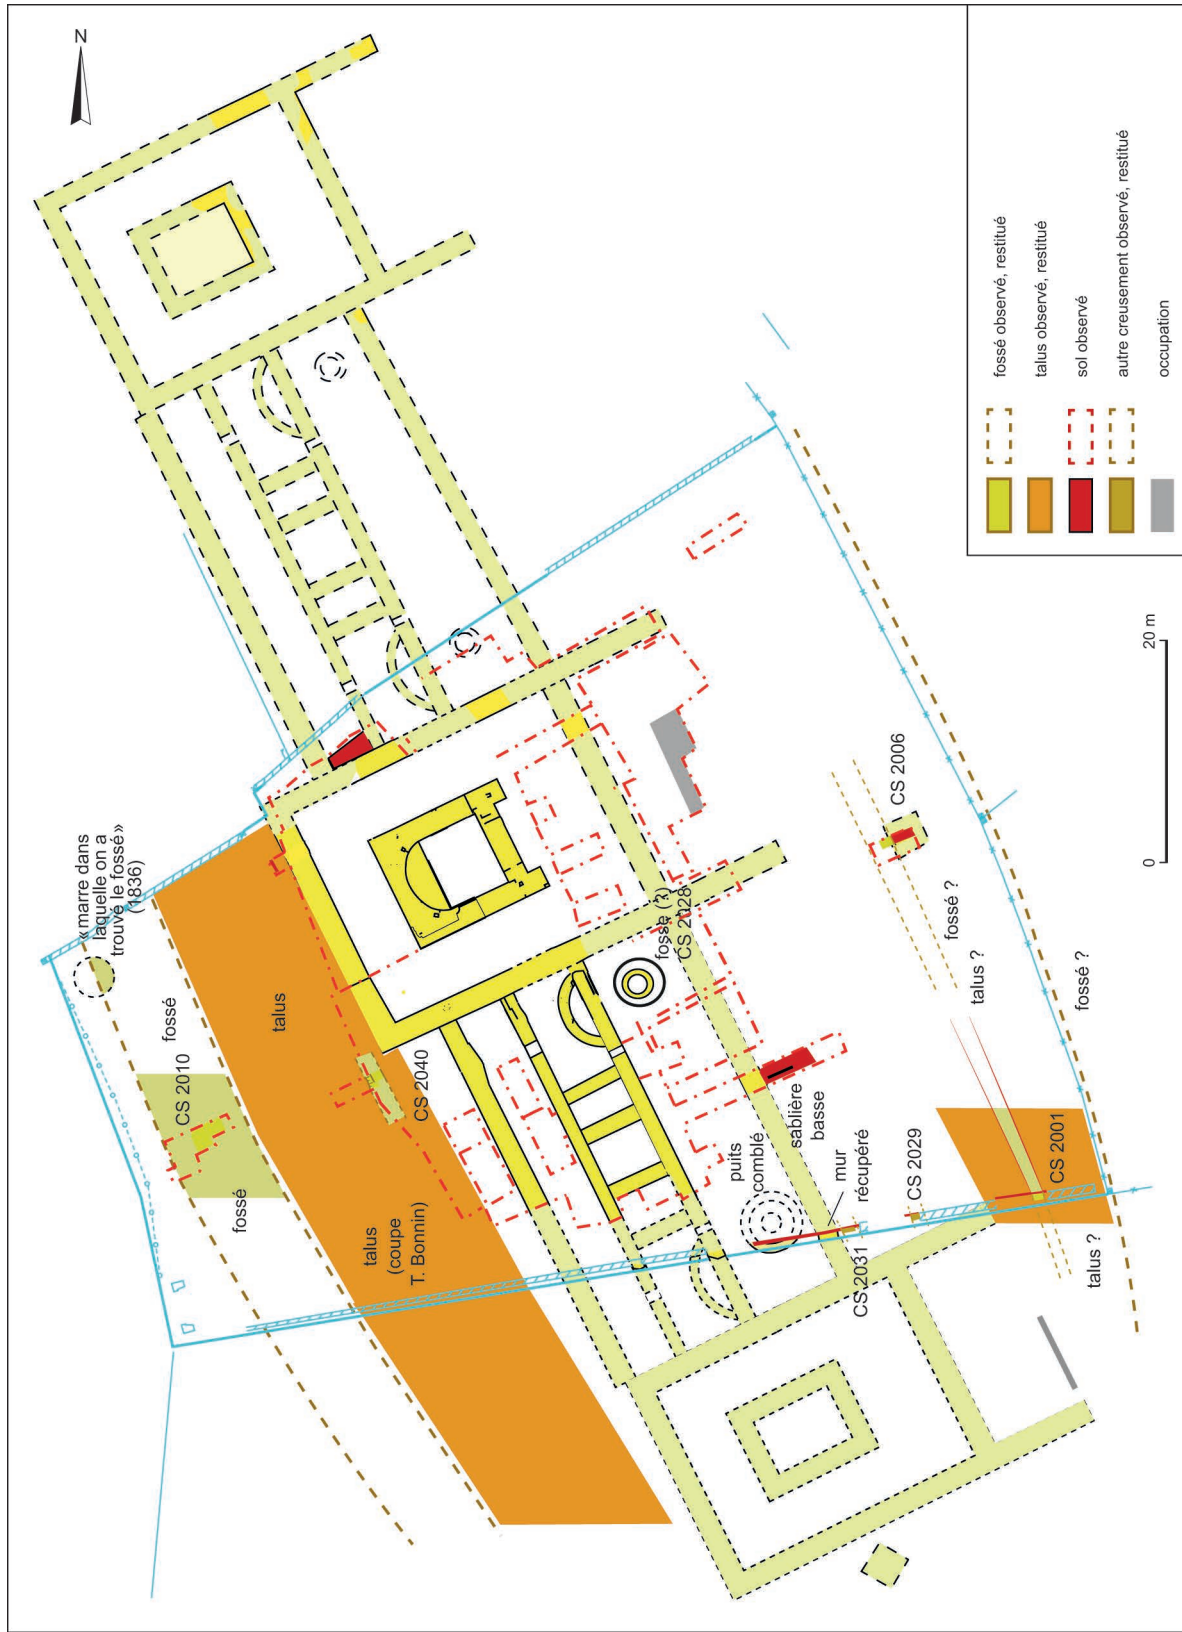 N
«marre dans
laquelle on a
trouvé le fossé»
(1836)
fossé
CS 2010
fossé
talus
CS 2040
talus
(coupe
T. Bonnin)
fossé (?)
CS 2028
puits
comblé
sablière
basse
mur
récupéré
CS 2031
CS 2029
CS 2006
fossé ?
talus ?
fossé ?
CS 2001
talus ?
0
20 m
fossé observé, restitué
talus observé, restitué
sol observé
autre creusement observé, restitué
occupation